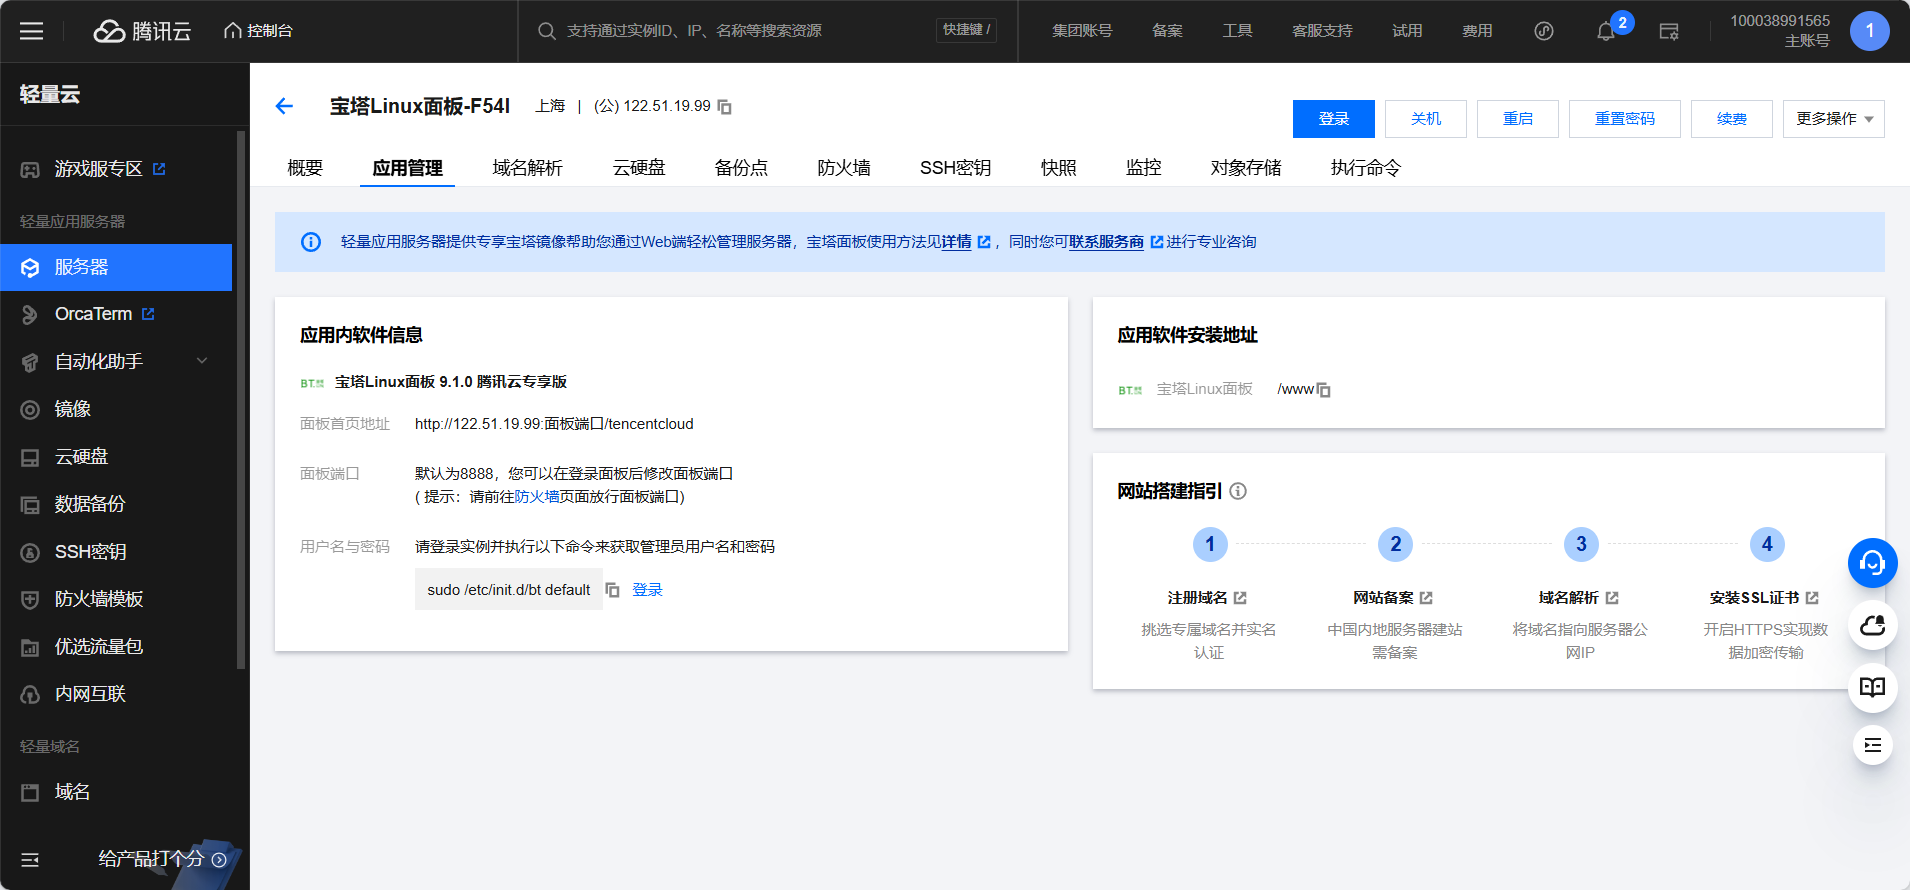 腾讯云
控制台
支持通过实例ID、IP、名称等搜索资源
快捷键 /
集团账号
备案
工具
客服支持
试用
费用
2
100038991565
主账号
1
轻量云
游戏服专区
轻量应用服务器
服务器
OrcaTerm
自动化助手
镜像
云硬盘
数据备份
SSH密钥
防火墙模板
优选流量包
内网互联
轻量域名
域名
给产品打个分
宝塔Linux面板-F54I
上海 | (公) 122.51.19.99
登录
关机
重启
重置密码
续费
更多操作
概要
应用管理
域名解析
云硬盘
备份点
防火墙
SSH密钥
快照
监控
对象存储
执行命令
轻量应用服务器提供专享宝塔镜像帮助您通过Web端轻松管理服务器，宝塔面板使用方法见详情 ，同时您可联系服务商 进行专业咨询
应用内软件信息
宝塔Linux面板 9.1.0 腾讯云专享版
面板首页地址
http://122.51.19.99:面板端口/tencentcloud
面板端口
默认为8888，您可以在登录面板后修改面板端口
( 提示：请前往防火墙页面放行面板端口)
用户名与密码
请登录实例并执行以下命令来获取管理员用户名和密码
sudo /etc/init.d/bt default
登录
应用软件安装地址
宝塔Linux面板
/www
网站搭建指引
1
2
3
4
注册域名
网站备案
域名解析
安装SSL证书
挑选专属域名并实名
认证
中国内地服务器建站
需备案
将域名指向服务器公
网IP
开启HTTPS实现数
据加密传输